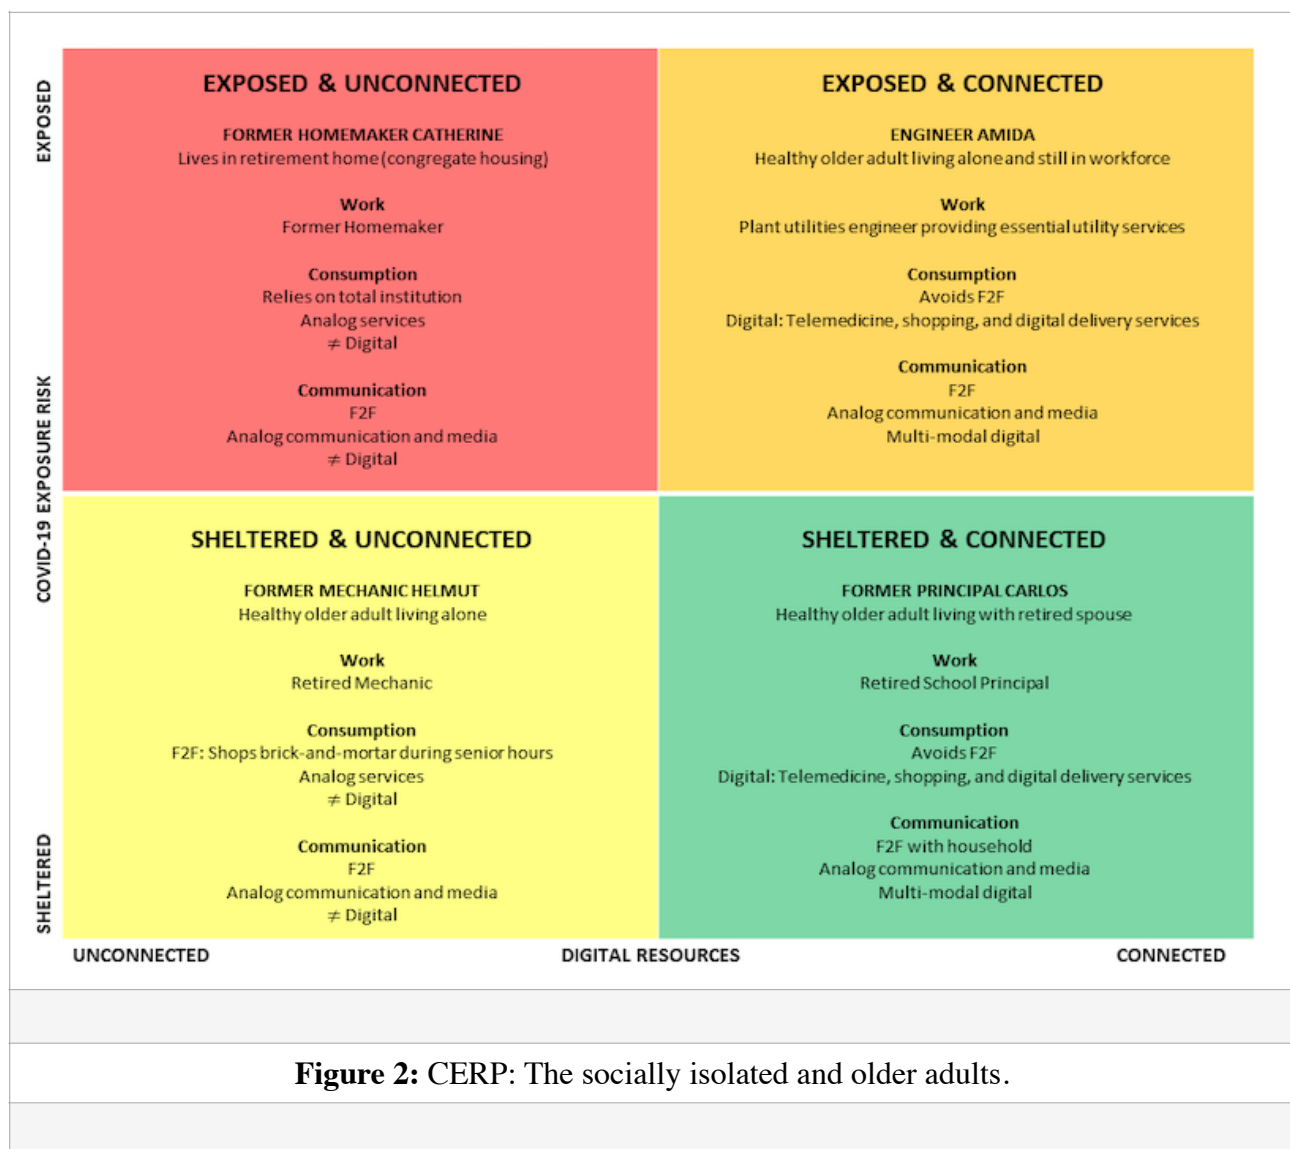 EXPOSED
COVID-19 EXPOSURE RISK
SHELTERED
EXPOSED & UNCONNECTED
FORMER HOMEMAKER CATHERINE
Lives in retirement home (congregate housing)
Work
Former Homemaker
Consumption
Relies on total institution
Analog services
≠ Digital
Communication
F2F
Analog communication and media
≠ Digital
EXPOSED & CONNECTED
ENGINEER AMIDA
Healthy older adult living alone and still in workforce
Work
Plant utilities engineer providing essential utility services
Consumption
Avoids F2F
Digital: Telemedicine, shopping, and digital delivery services
Communication
F2F
Analog communication and media
Multi-modal digital
SHELTERED & UNCONNECTED
FORMER MECHANIC HELMUT
Healthy older adult living alone
Work
Retired Mechanic
Consumption
F2F: Shops brick-and-mortar during senior hours
Analog services
≠ Digital
Communication
F2F
Analog communication and media
≠ Digital
SHELTERED & CONNECTED
FORMER PRINCIPAL CARLOS
Healthy older adult living with retired spouse
Work
Retired School Principal
Consumption
Avoids F2F
Digital: Telemedicine, shopping, and digital delivery services
Communication
F2F with household
Analog communication and media
Multi-modal digital
UNCONNECTED
DIGITAL RESOURCES
CONNECTED
Figure 2: CERP: The socially isolated and older adults.